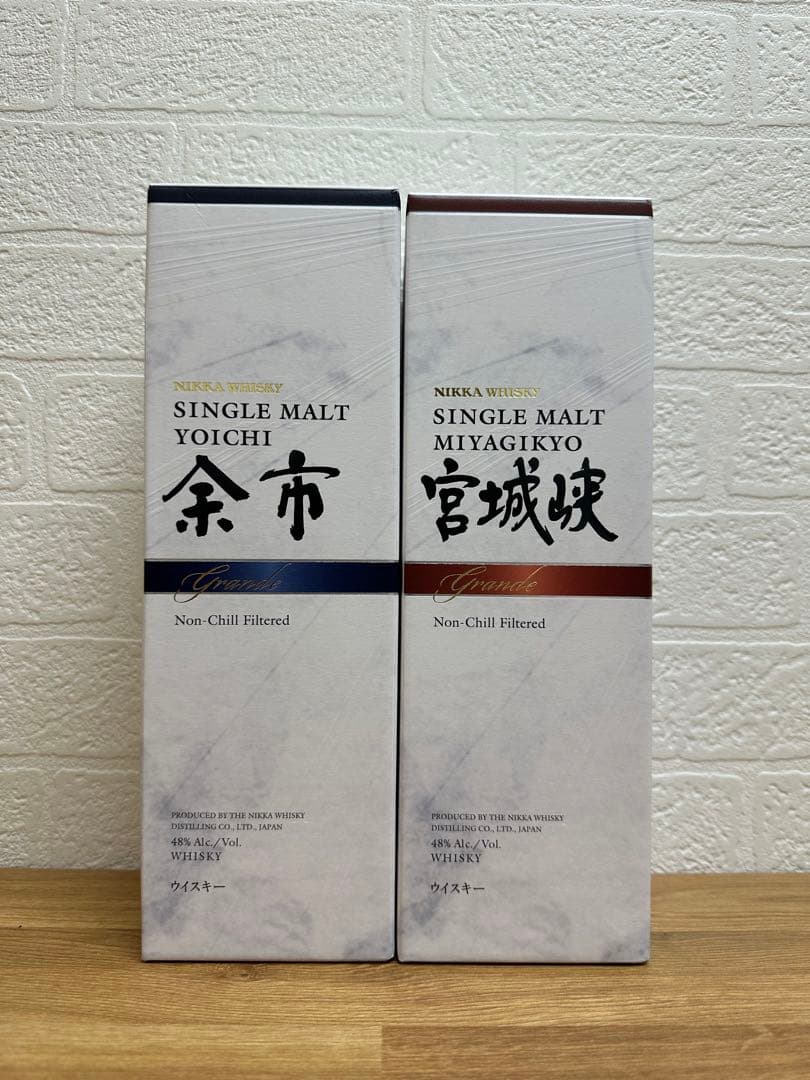 NIKKA WHISKY
SINGLE MALT
YOICHI
余市
Grande
Non-Chill Filtered
PRODUCED BY THE NIKKA WHISKY
DISTILLING CO., LTD., JAPAN
48% Alc./Vol.
WHISKY
ウイスキー
NIKKA WHISKY
SINGLE MALT
MIYAGIKYO
宮城峡
Grande
Non-Chill Filtered
PRODUCED BY THE NIKKA WHISKY
DISTILLING CO., LTD., JAPAN
48% Alc./Vol.
WHISKY
ウイスキー